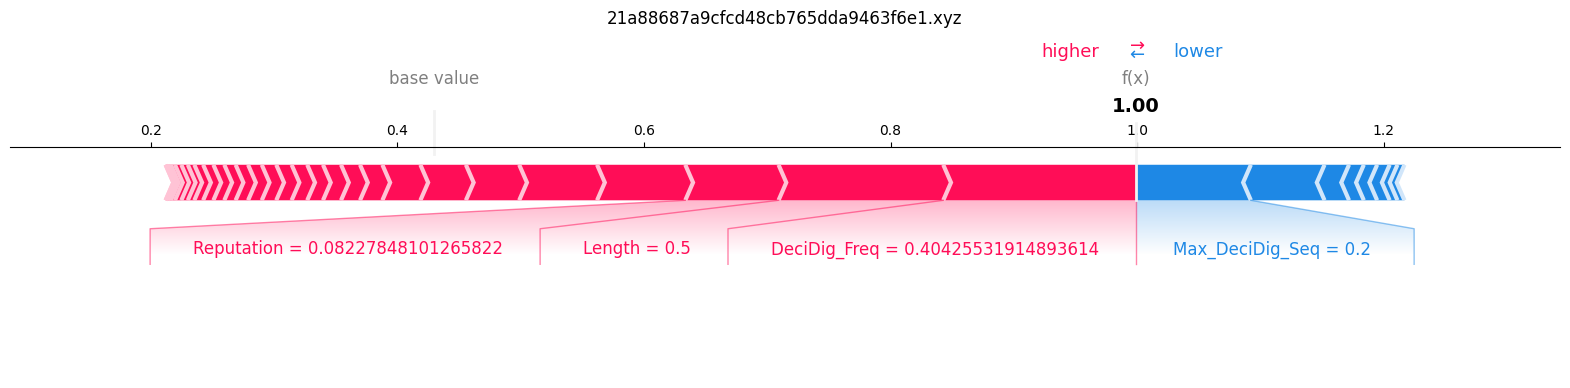 21a88687a9cfcd48cb765dda9463f6e1.xyz
higher ⇄ lower
base value f(x)
1.00
0.2 0.4 0.6 0.8 1.0 1.2
Reputation = 0.08227848101265822 Length = 0.5 DeciDig_Freq = 0.40425531914893614 Max_DeciDig_Seq = 0.2